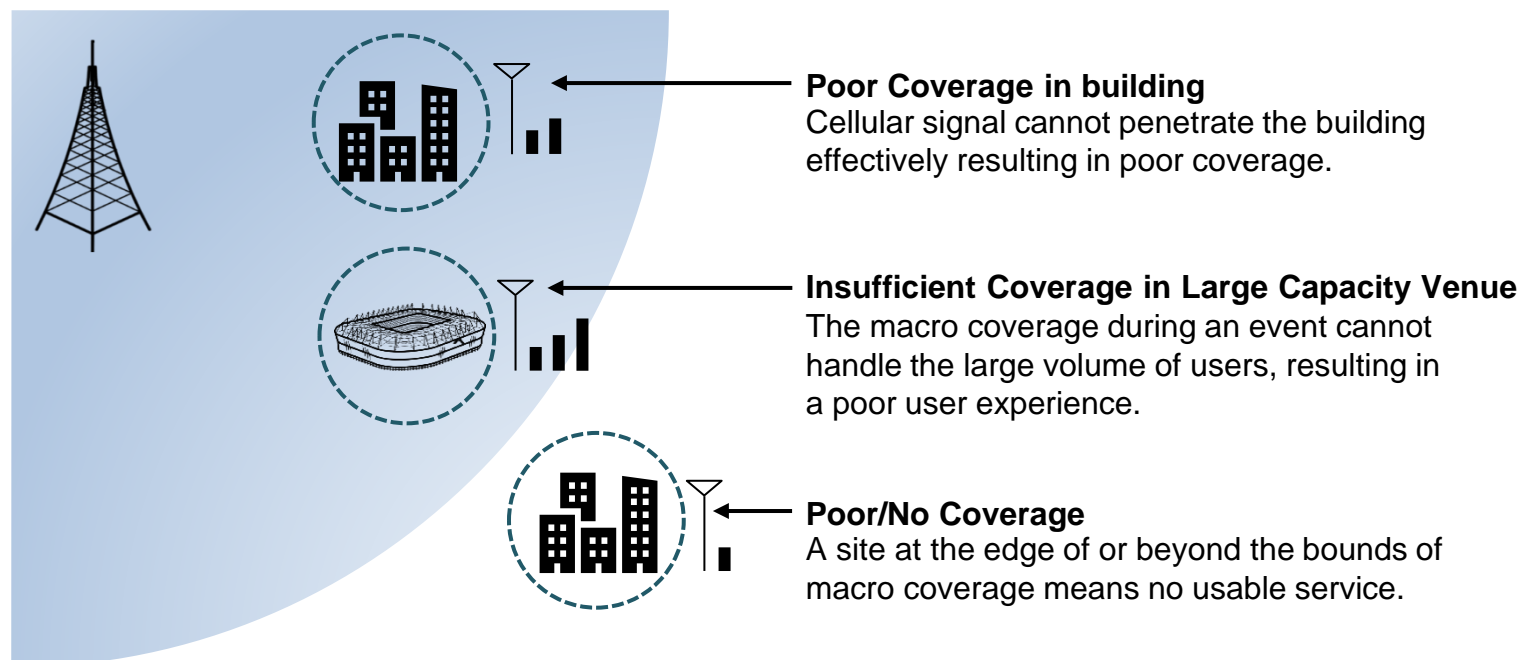 Poor Coverage in building
Cellular signal cannot penetrate the building
effectively resulting in poor coverage.
Insufficient Coverage in Large Capacity Venue
The macro coverage during an event cannot
handle the large volume of users, resulting in
a poor user experience.
Poor/No Coverage
A site at the edge of or beyond the bounds of
macro coverage means no usable service.